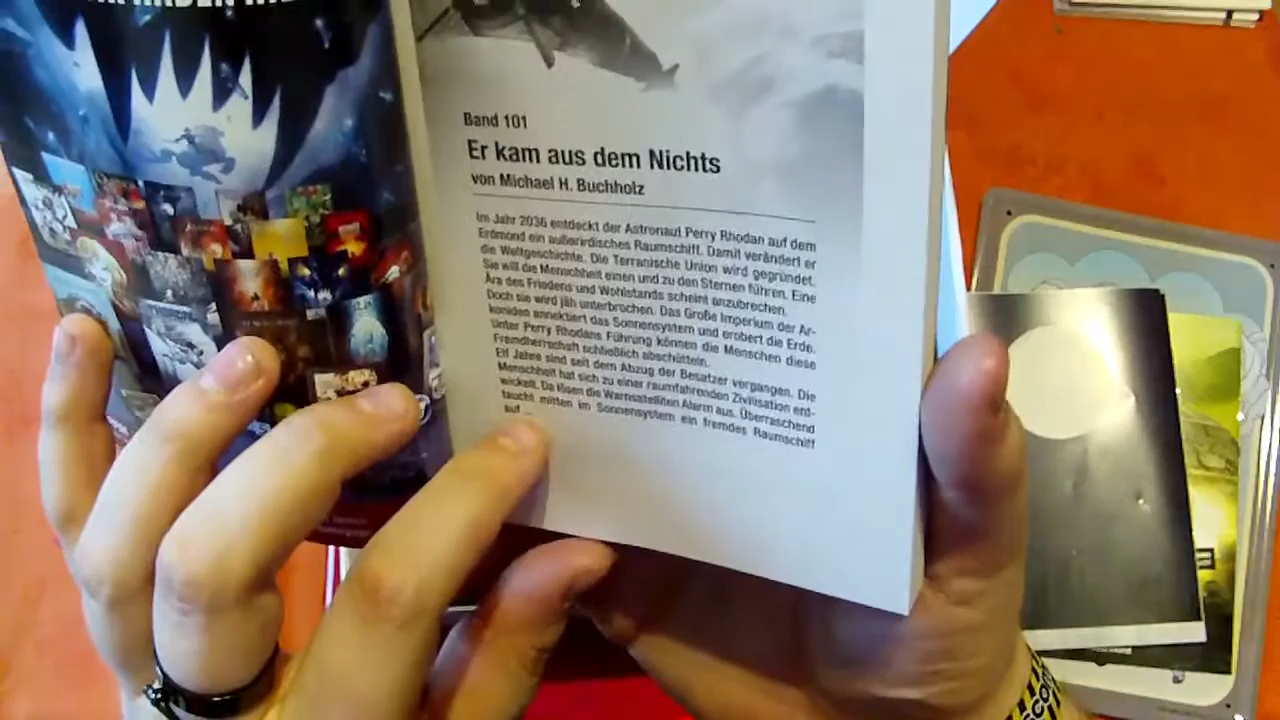 Band 101
Er kam aus dem Nichts
von Michael H. Buchholz
Im Jahr 2036 entdeckt der Astronaut Perry Rhodan auf dem
Erdmond ein außerirdisches Raumschiff. Damit verändert er
die Weltgeschichte. Die Terranische Union wird gegründet.
Sie will die Menschheit einen und zu den Sternen führen. Eine
Ära des Friedens und Wohlstands scheint anzubrechen.
Doch sie wird jäh unterbrochen. Das Große Imperium der Ar-
koniden annektiert das Sonnensystem und erobert die Erde.
Unter Perry Rhodans Führung können die Menschen diese
Fremdherrschaft schließlich abschütteln.
Elf Jahre sind seit dem Abzug der Besatzer vergangen. Die
Menschheit hat sich zu einer raumfahrenden Zivilisation ent-
wickelt. Da lösen die Warnsatelliten Alarm aus. Überraschend
taucht mitten im Sonnensystem ein fremdes Raumschiff
auf ...